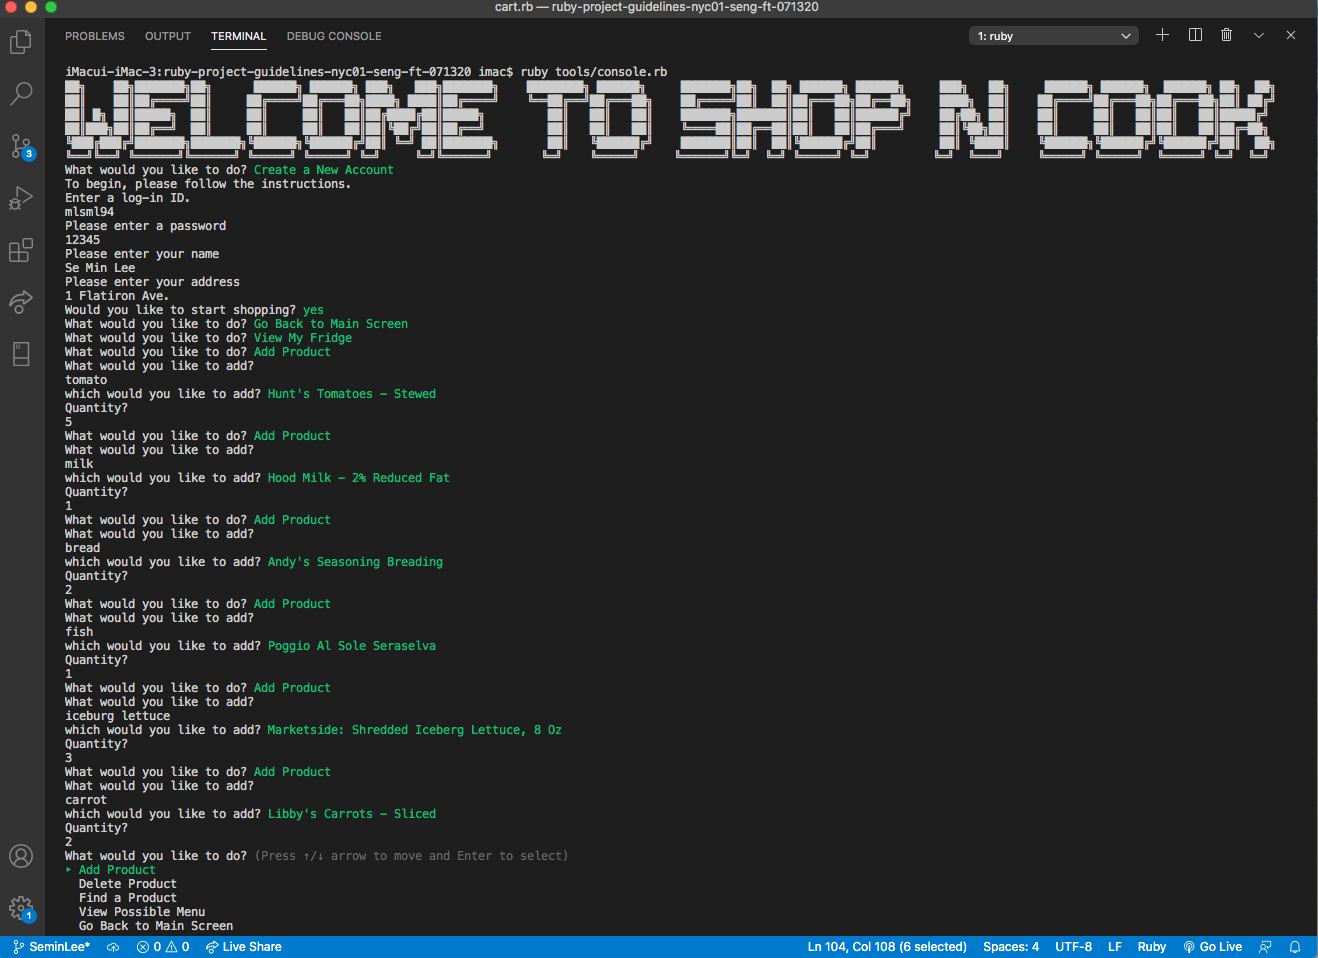 cart.rb — ruby-project-guidelines-nyc01-seng-ft-071320
PROBLEMS OUTPUT TERMINAL DEBUG CONSOLE 1: ruby
iMacui-iMac-3:ruby-project-guidelines-nyc01-seng-ft-071320 imac$ ruby tools/console.rb
WELCOME TO SHOP N COOK
What would you like to do? Create a New Account
To begin, please follow the instructions.
Enter a log-in ID.
mlsml94
Please enter a password
12345
Please enter your name
Se Min Lee
Please enter your address
1 Flatiron Ave.
Would you like to start shopping? yes
What would you like to do? Go Back to Main Screen
What would you like to do? View My Fridge
What would you like to do? Add Product
What would you like to add?
tomato
which would you like to add? Hunt's Tomatoes - Stewed
Quantity?
5
What would you like to do? Add Product
What would you like to add?
milk
which would you like to add? Hood Milk - 2% Reduced Fat
Quantity?
1
What would you like to do? Add Product
What would you like to add?
bread
which would you like to add? Andy's Seasoning Breading
Quantity?
2
What would you like to do? Add Product
What would you like to add?
fish
which would you like to add? Poggio Al Sole Seraselva
Quantity?
1
What would you like to do? Add Product
What would you like to add?
iceburg lettuce
which would you like to add? Marketside: Shredded Iceberg Lettuce, 8 Oz
Quantity?
3
What would you like to do? Add Product
What would you like to add?
carrot
which would you like to add? Libby's Carrots - Sliced
Quantity?
2
What would you like to do? (Press ↑/↓ arrow to move and Enter to select)
‣ Add Product
Delete Product
Find a Product
View Possible Menu
Go Back to Main Screen
3
1
SeminLee* 0 0 Live Share Ln 104, Col 108 (6 selected) Spaces: 4 UTF-8 LF Ruby Go Live